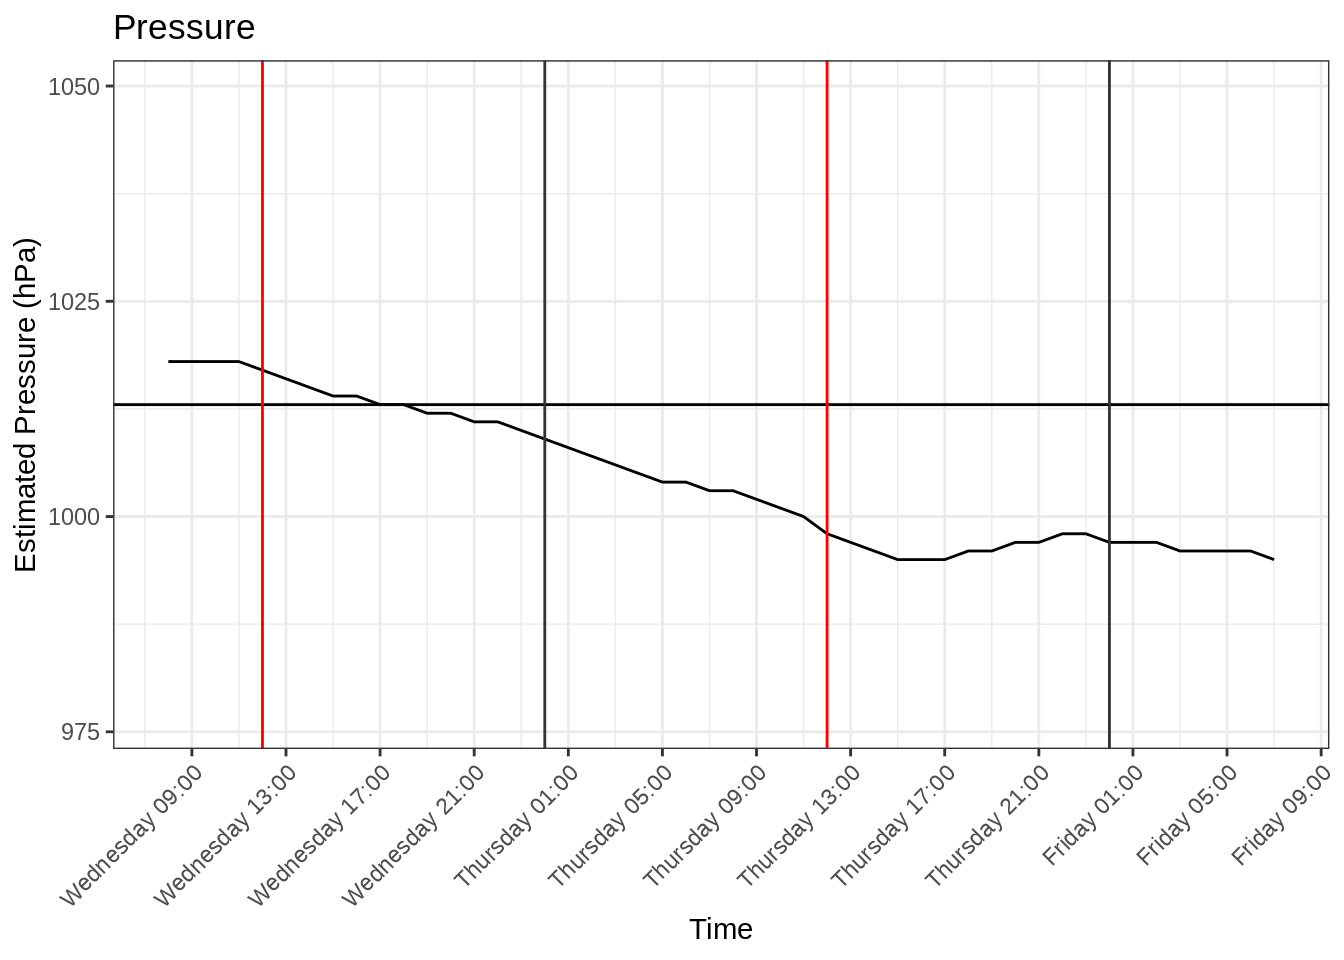 Pressure
Estimated Pressure (hPa)
1050
1025
1000
975
Wednesday 09:00
Wednesday 13:00
Wednesday 17:00
Wednesday 21:00
Thursday 01:00
Thursday 05:00
Thursday 09:00
Thursday 13:00
Thursday 17:00
Thursday 21:00
Friday 01:00
Friday 05:00
Friday 09:00
Time